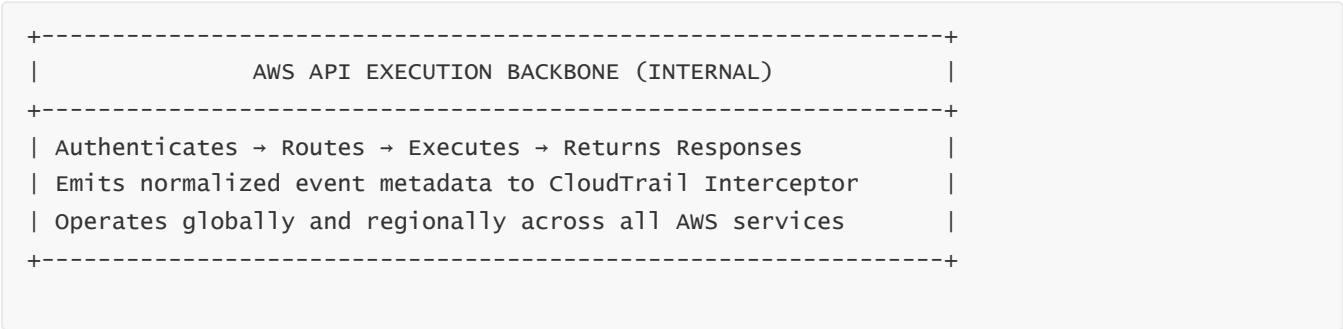 +----------------------------------------------------------------+
|               AWS API EXECUTION BACKBONE (INTERNAL)            |
+----------------------------------------------------------------+
| Authenticates → Routes → Executes → Returns Responses          |
| Emits normalized event metadata to CloudTrail Interceptor      |
| Operates globally and regionally across all AWS services       |
+----------------------------------------------------------------+